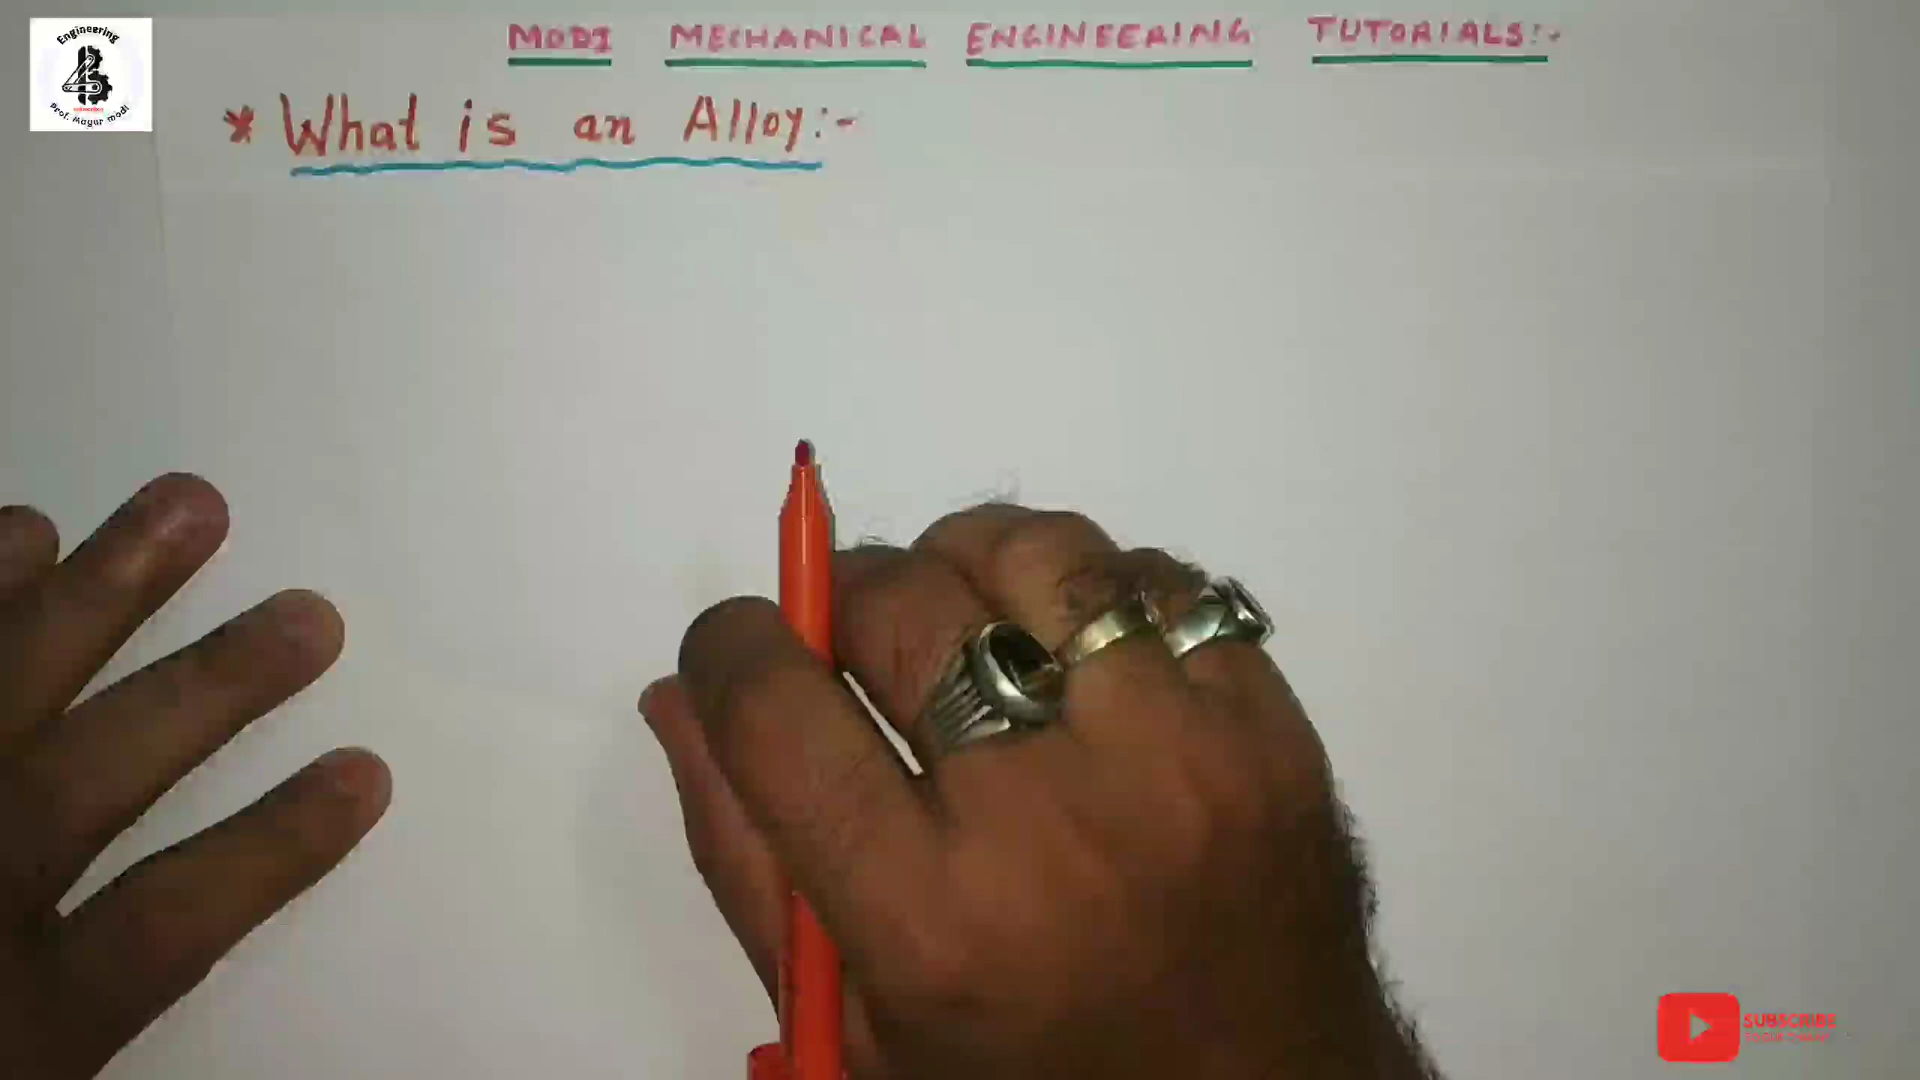 MODI MECHANICAL ENGINEERING TUTORIALS:-
Engineering
Prof. Mayur modi
* What is an Alloy:-
SUBSCRIBE